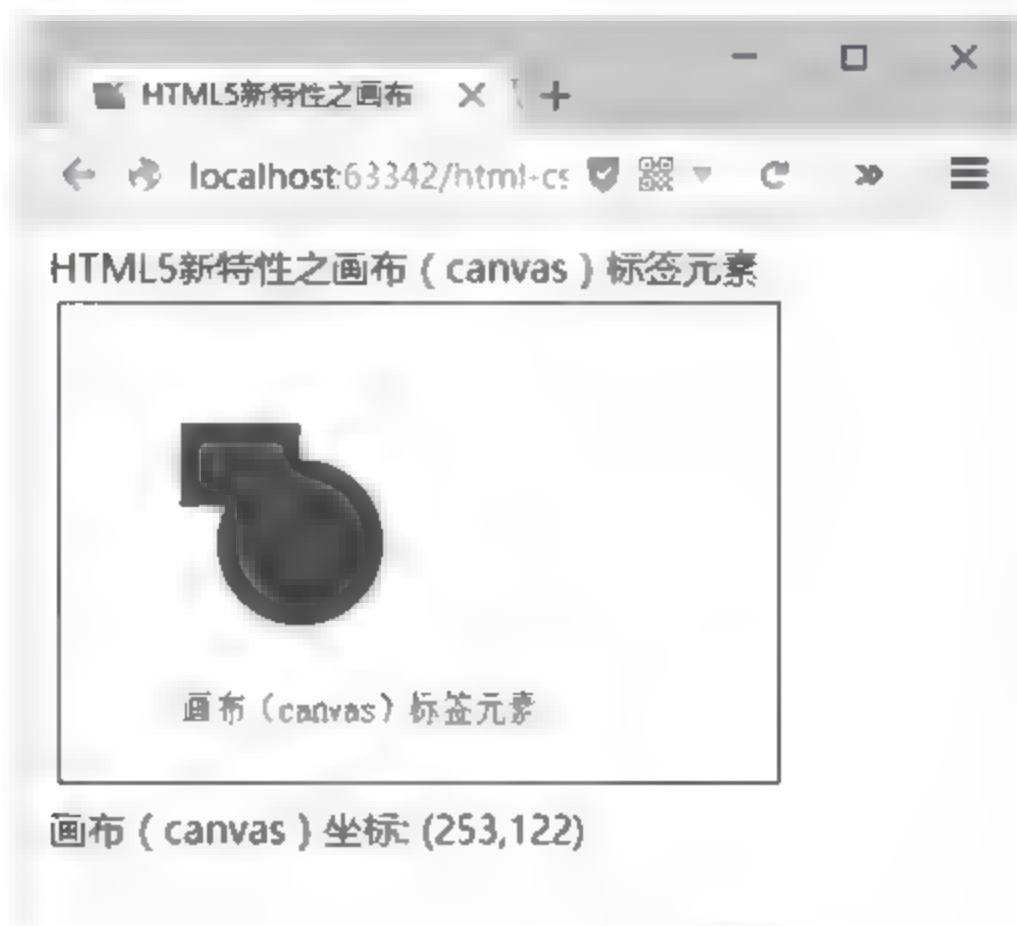 HTML5新特性之画布
localhost:63342/html-cs
HTML5新特性之画布（canvas）标签元素
画布（canvas）标签元素
画布（canvas）坐标: (253,122)